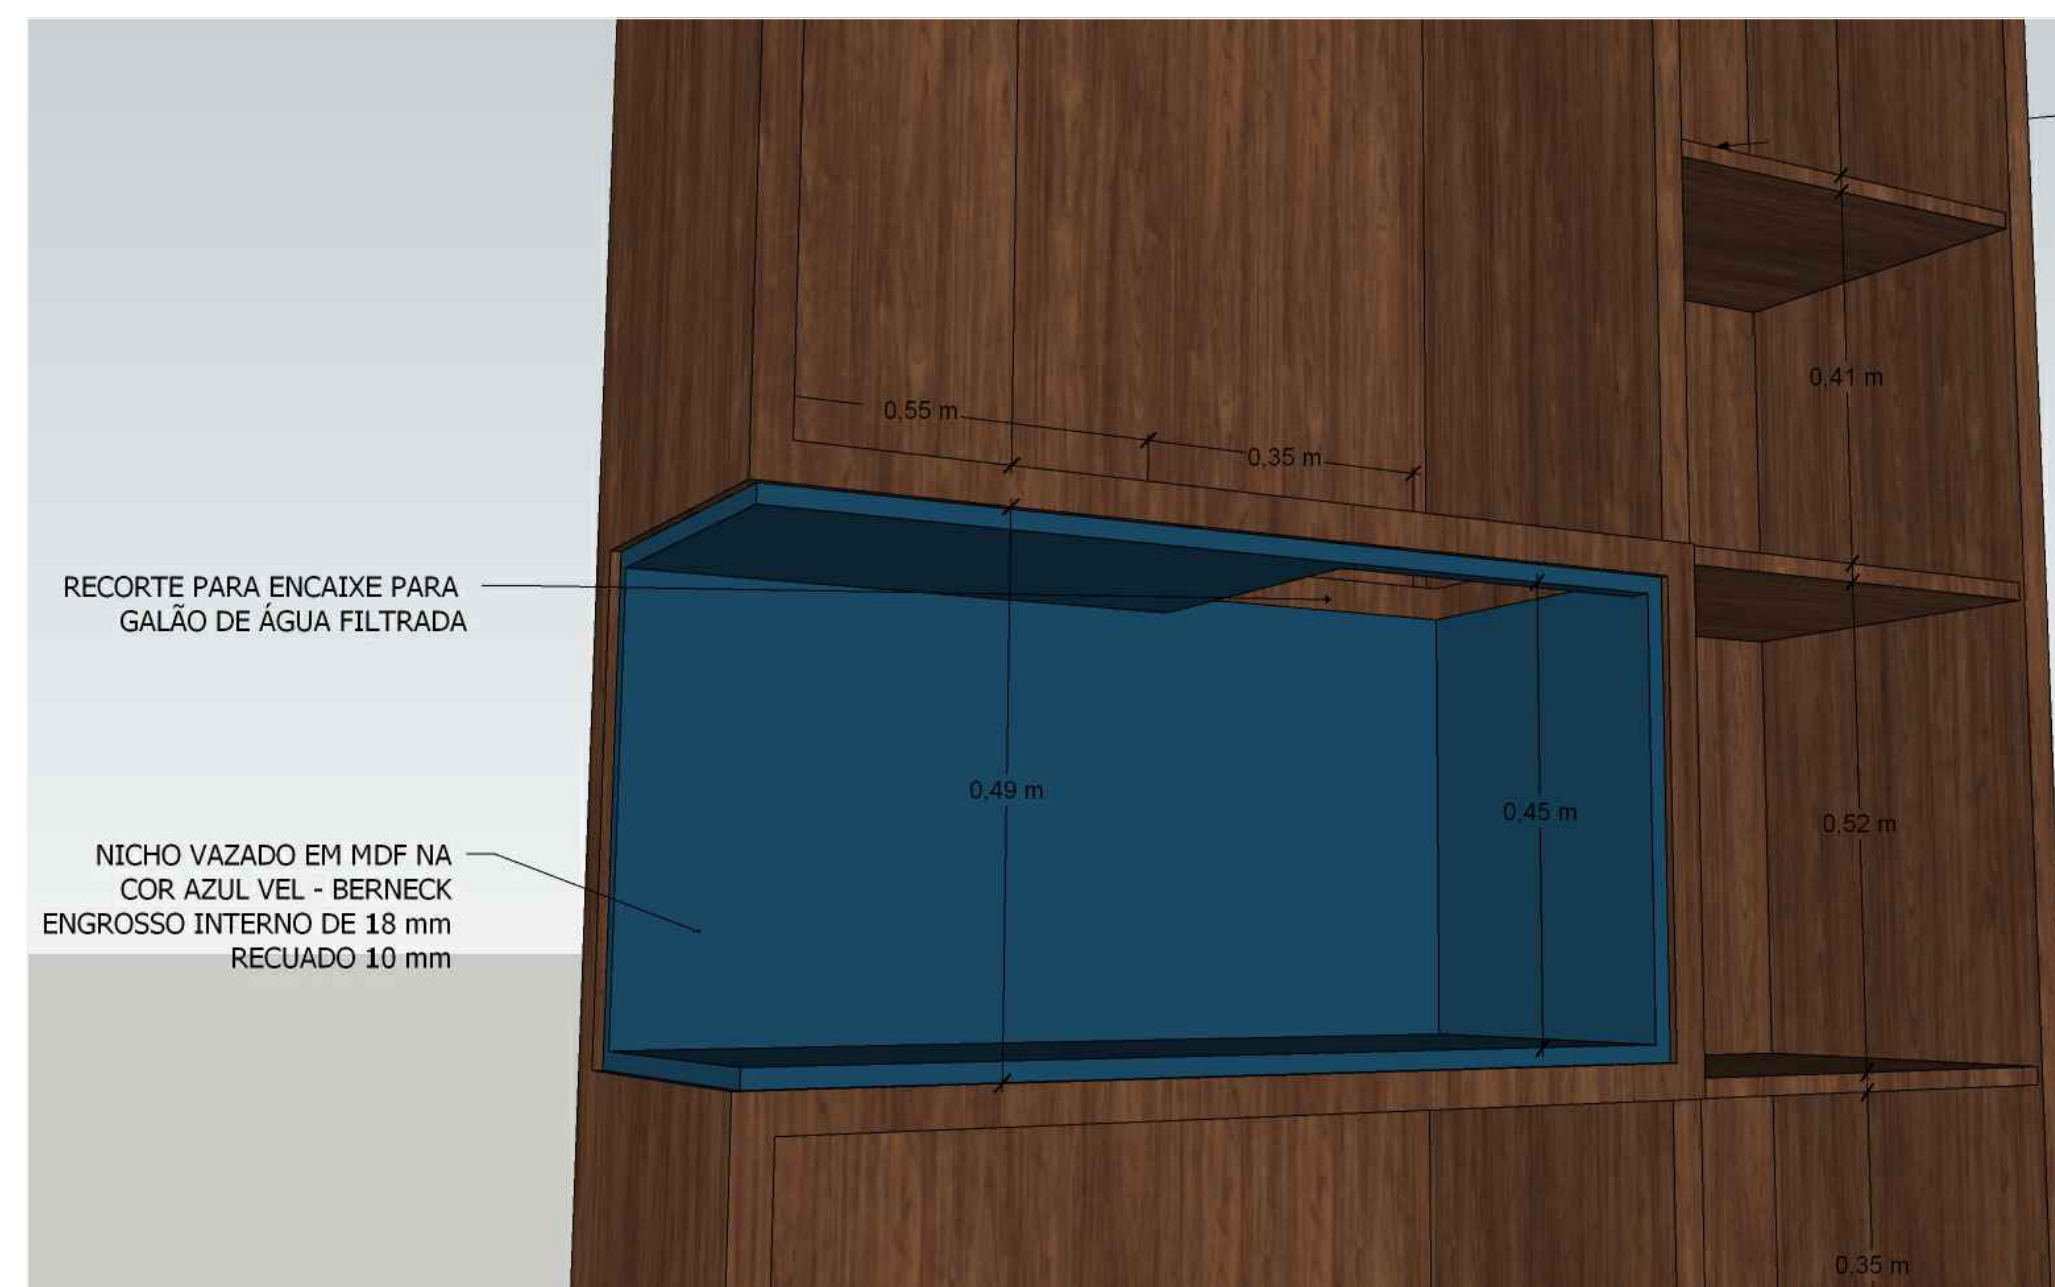 0,41 m
0,55 m
0,35 m
RECORTE PARA ENCAIXE PARA
GALÃO DE ÁGUA FILTRADA
0,49 m
0,45 m
0,52 m
NICHO VAZADO EM MDF NA
COR AZUL VEL - BERNECK
ENGROSSO INTERNO DE 18 mm
RECUADO 10 mm
0,35 m